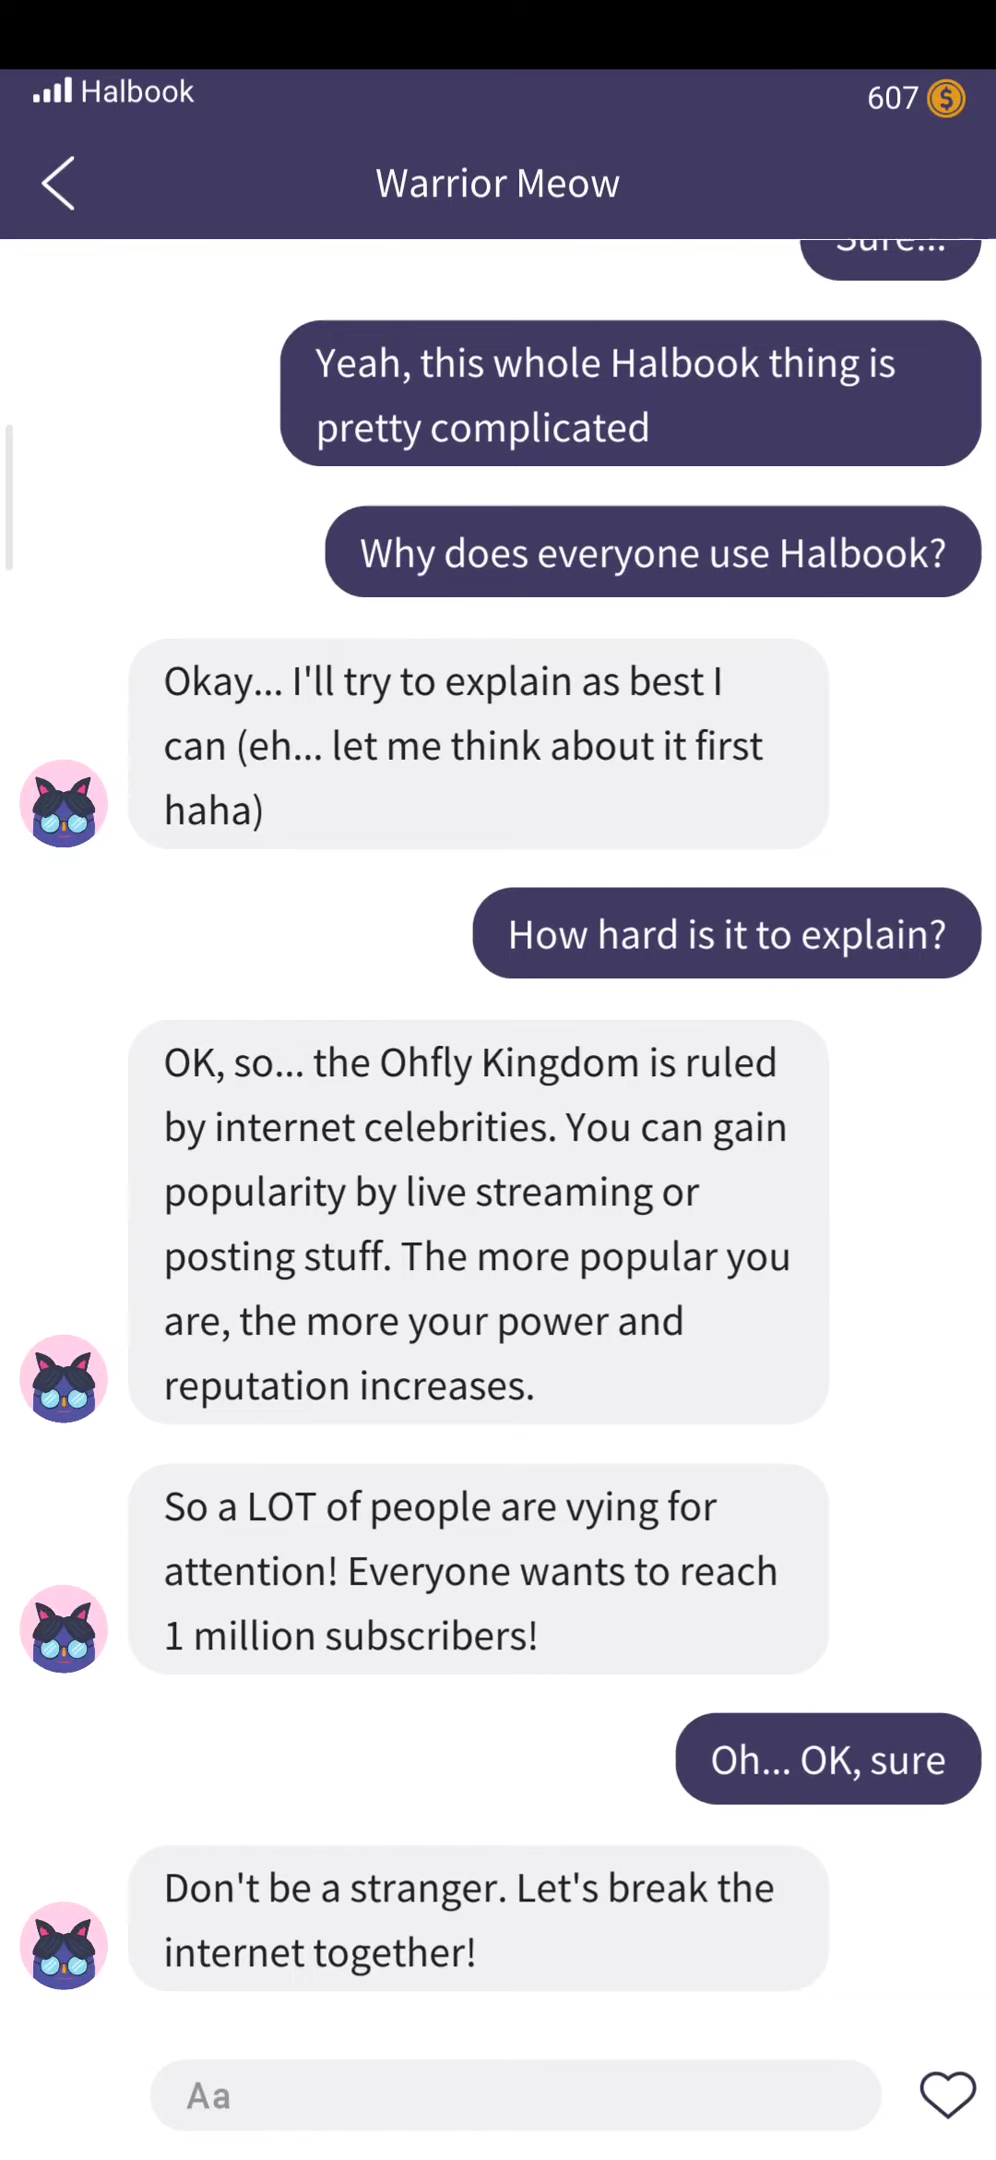 Halbook
607
Warrior Meow
Sure...
Yeah, this whole Halbook thing is
pretty complicated
Why does everyone use Halbook?
Okay... I'll try to explain as best I
can (eh... let me think about it first
haha)
How hard is it to explain?
OK, so... the Ohfly Kingdom is ruled
by internet celebrities. You can gain
popularity by live streaming or
posting stuff. The more popular you
are, the more your power and
reputation increases.
So a LOT of people are vying for
attention! Everyone wants to reach
1 million subscribers!
Oh... OK, sure
Don't be a stranger. Let's break the
internet together!
Aa